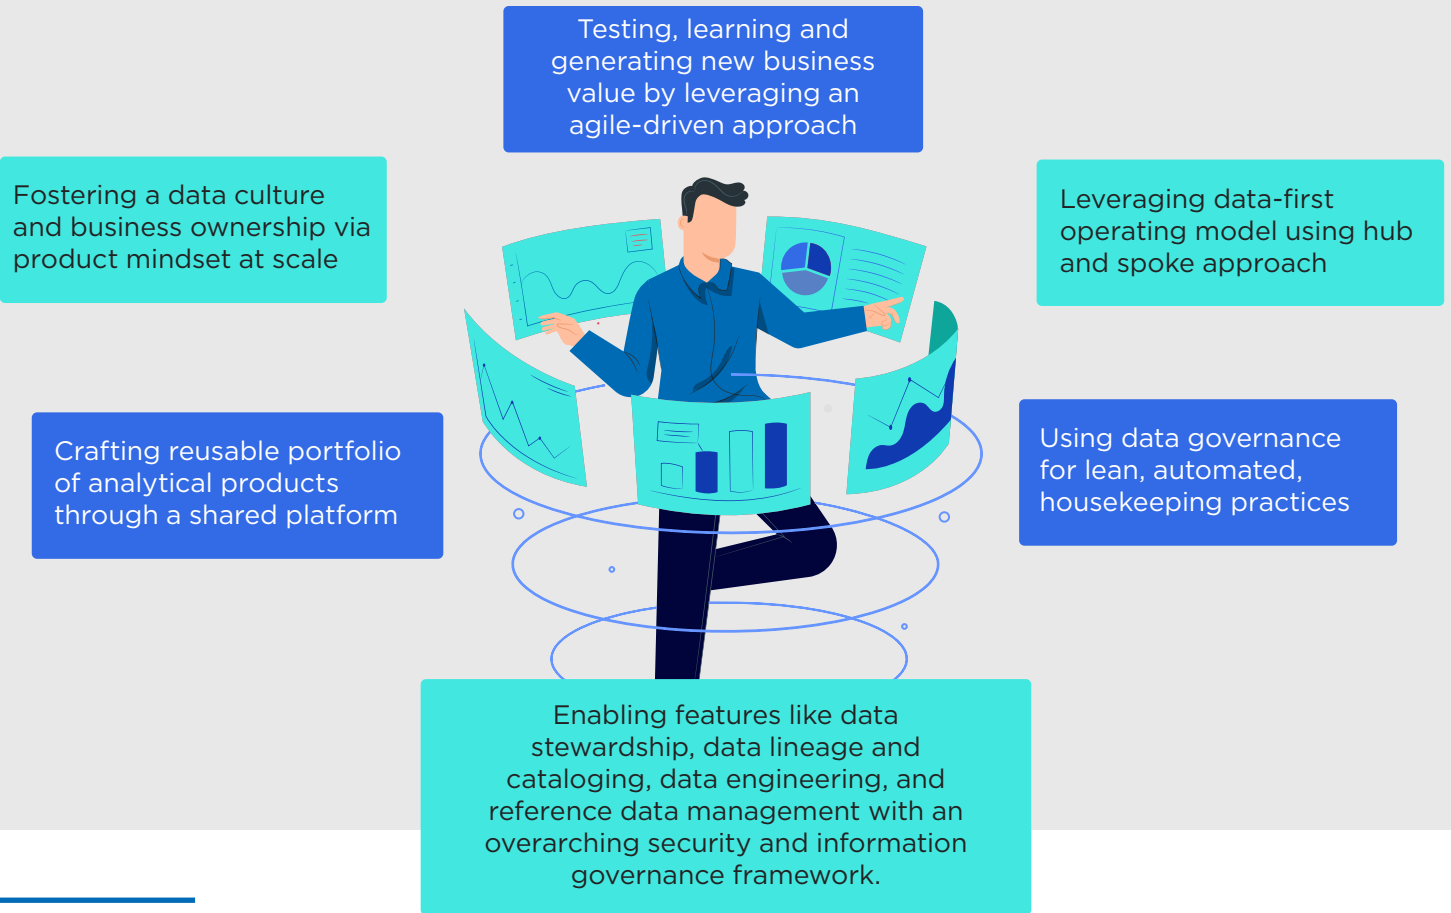 Testing, learning and
generating new business
value by leveraging an
agile-driven approach
Fostering a data culture
and business ownership via
product mindset at scale
Leveraging data-first
operating model using hub
and spoke approach
Crafting reusable portfolio
of analytical products
through a shared platform
Using data governance
for lean, automated,
housekeeping practices
Enabling features like data
stewardship, data lineage and
cataloging, data engineering, and
reference data management with an
overarching security and information
governance framework.